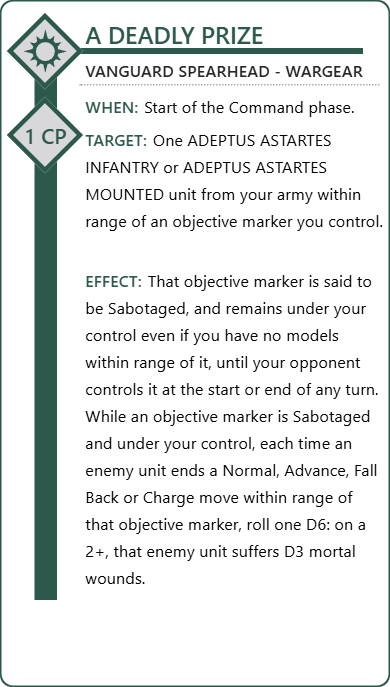 A DEADLY PRIZE
VANGUARD SPEARHEAD - WARGEAR
WHEN: Start of the Command phase.
1 CP
TARGET: One ADEPTUS ASTARTES
INFANTRY or ADEPTUS ASTARTES
MOUNTED unit from your army within
range of an objective marker you control.
EFFECT: That objective marker is said to
be Sabotaged, and remains under your
control even if you have no models
within range of it, until your opponent
controls it at the start or end of any turn.
While an objective marker is Sabotaged
and under your control, each time an
enemy unit ends a Normal, Advance, Fall
Back or Charge move within range of
that objective marker, roll one D6: on a
2+, that enemy unit suffers D3 mortal
wounds.